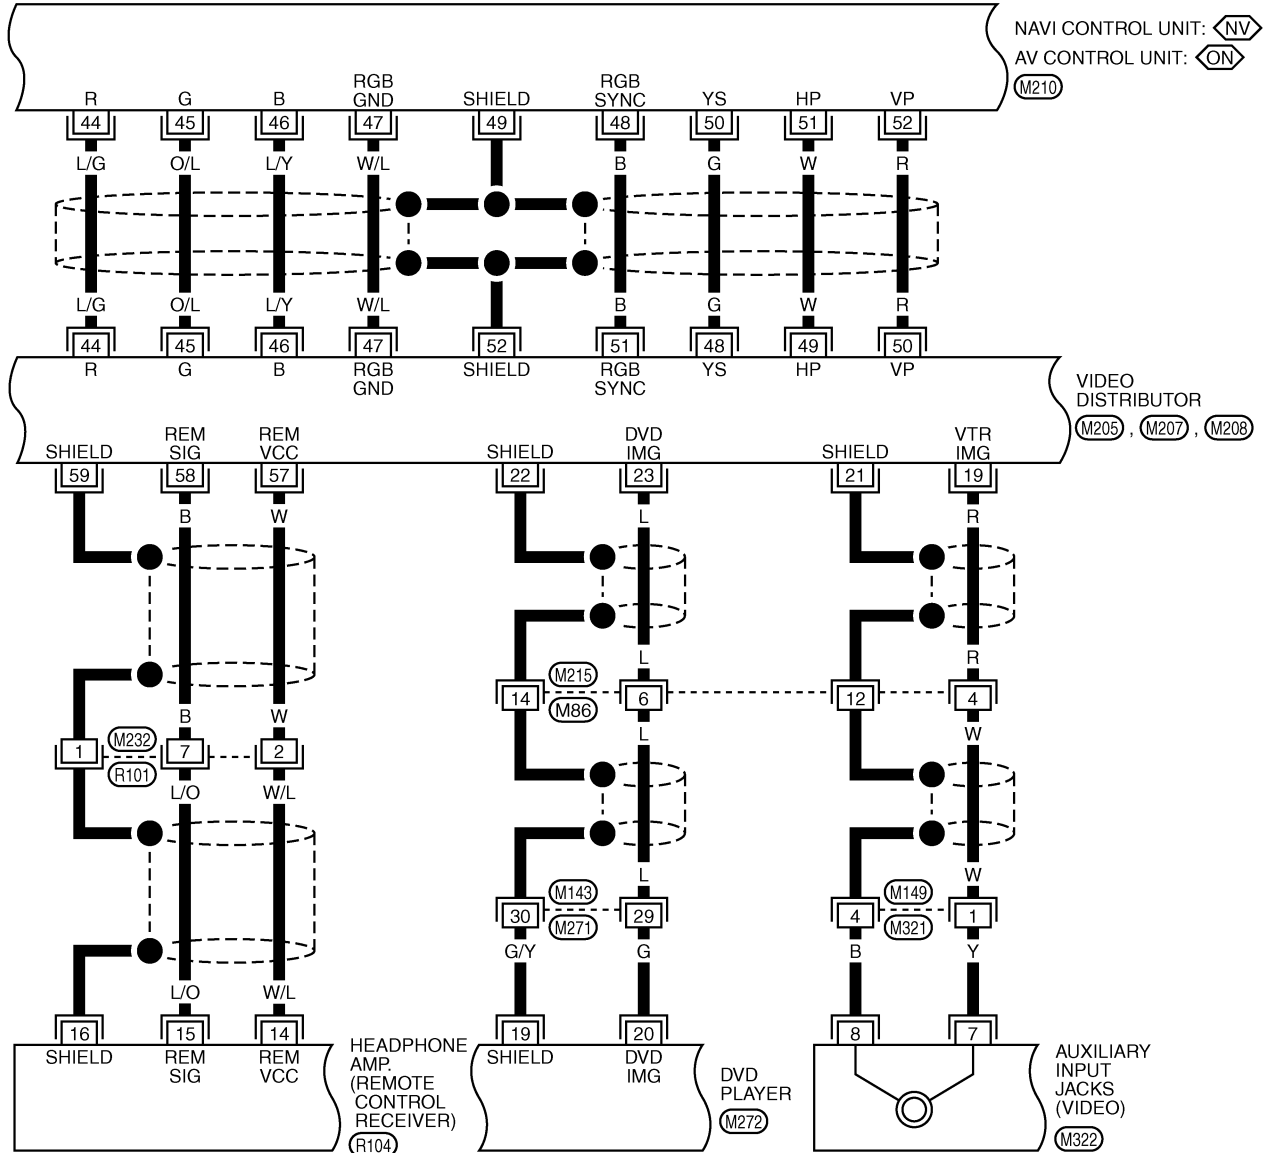 NAVI CONTROL UNIT: NV
AV CONTROL UNIT: ON
M210
R G B RGB GND SHIELD RGB SYNC YS HP VP
44 45 46 47 49 48 50 51 52
L/G O/L L/Y W/L B G W R
L/G O/L L/Y W/L B G W R
44 45 46 47 52 51 48 49 50
R G B RGB GND SHIELD RGB SYNC YS HP VP
VIDEO
DISTRIBUTOR
M205 , M207 , M208
SHIELD REM SIG REM VCC SHIELD DVD IMG SHIELD VTR IMG
59 58 57 22 23 21 19
B W L R
L R
M215
14 6 12 4
M86
B W L W
M232
1 7 2
R101
L/O W/L
L W
M143 M149
30 29 4 1
M271 M321
G/Y G B Y
L/O W/L
16 15 14 19 20 8 7
SHIELD REM SIG REM VCC SHIELD DVD IMG
HEADPHONE
AMP.
(REMOTE
CONTROL
RECEIVER)
R104
DVD
PLAYER
M272
AUXILIARY
INPUT
JACKS
(VIDEO)
M322